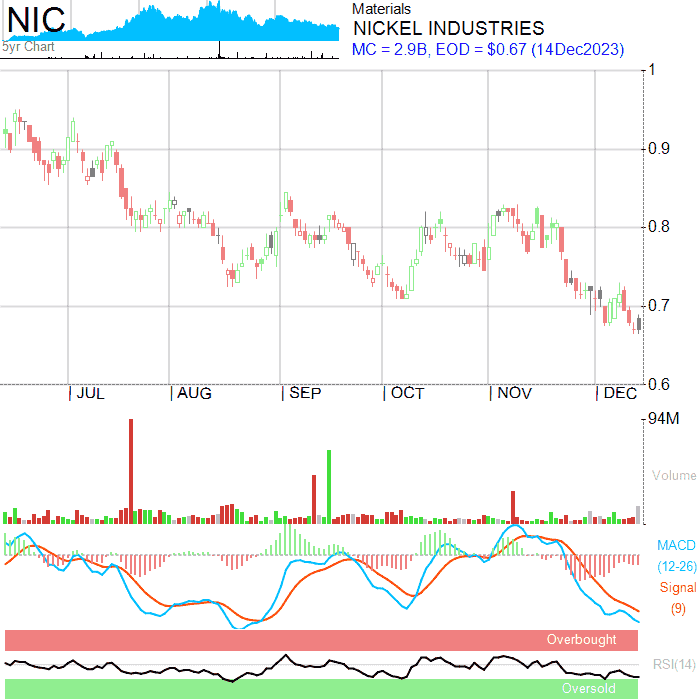 NIC
5yr Chart
Materials
NICKEL INDUSTRIES
MC = 2.9B, EOD = $0.67 (14Dec2023)
1
0.9
0.8
0.7
0.6
JUL
AUG
SEP
OCT
NOV
DEC
94M
Volume
MACD
(12-26)
Signal
(9)
Overbought
RSI(14)
Oversold